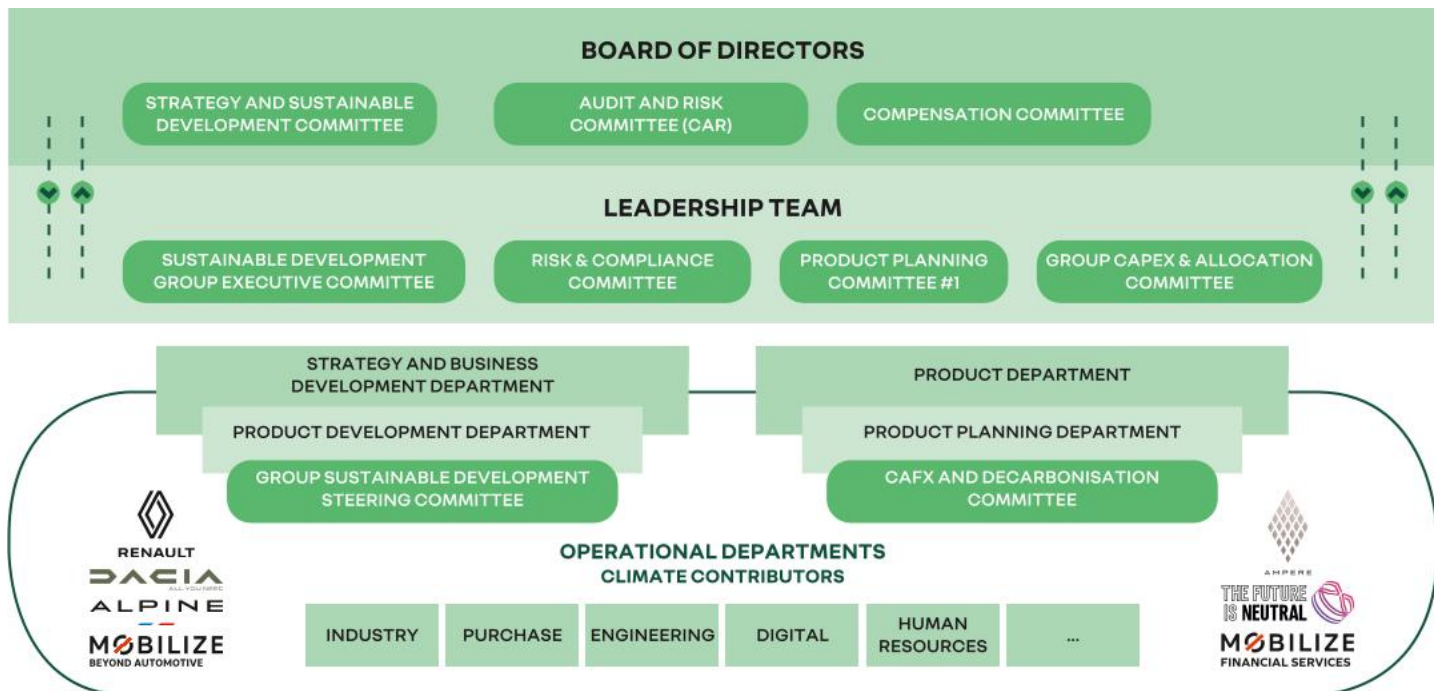 BOARD OF DIRECTORS
STRATEGY AND SUSTAINABLE
DEVELOPMENT COMMITTEE
AUDIT AND RISK
COMMITTEE (CAR)
COMPENSATION COMMITTEE
LEADERSHIP TEAM
SUSTAINABLE DEVELOPMENT
GROUP EXECUTIVE COMMITTEE
RISK & COMPLIANCE
COMMITTEE
PRODUCT PLANNING
COMMITTEE #1
GROUP CAPEX & ALLOCATION
COMMITTEE
STRATEGY AND BUSINESS
DEVELOPMENT DEPARTMENT
PRODUCT DEVELOPMENT DEPARTMENT
GROUP SUSTAINABLE DEVELOPMENT
STEERING COMMITTEE
PRODUCT DEPARTMENT
PRODUCT PLANNING DEPARTMENT
CAFX AND DECARBONISATION
COMMITTEE
RENAULT
DACIA
ALL YOU NEED
ALPINE
MOBILIZE
BEYOND AUTOMOTIVE
OPERATIONAL DEPARTMENTS
CLIMATE CONTRIBUTORS
INDUSTRY
PURCHASE
ENGINEERING
DIGITAL
HUMAN
RESOURCES
...
AMPERE
THE FUTURE
IS NEUTRAL
MOBILIZE
FINANCIAL SERVICES